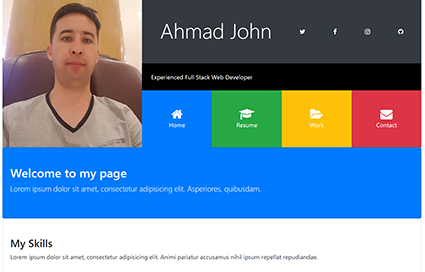 Ahmad John
Experienced Full Stack Web Developer
Home Resume Work Contact
Welcome to my page
Lorem ipsum dolor sit amet, consectetur adipisicing elit. Asperiores, quibusdam.
My Skills
Lorem ipsum dolor sit amet, consectetur adipisicing elit. Animi pariatur accusamus nihil ipsum repellat repudiandae.